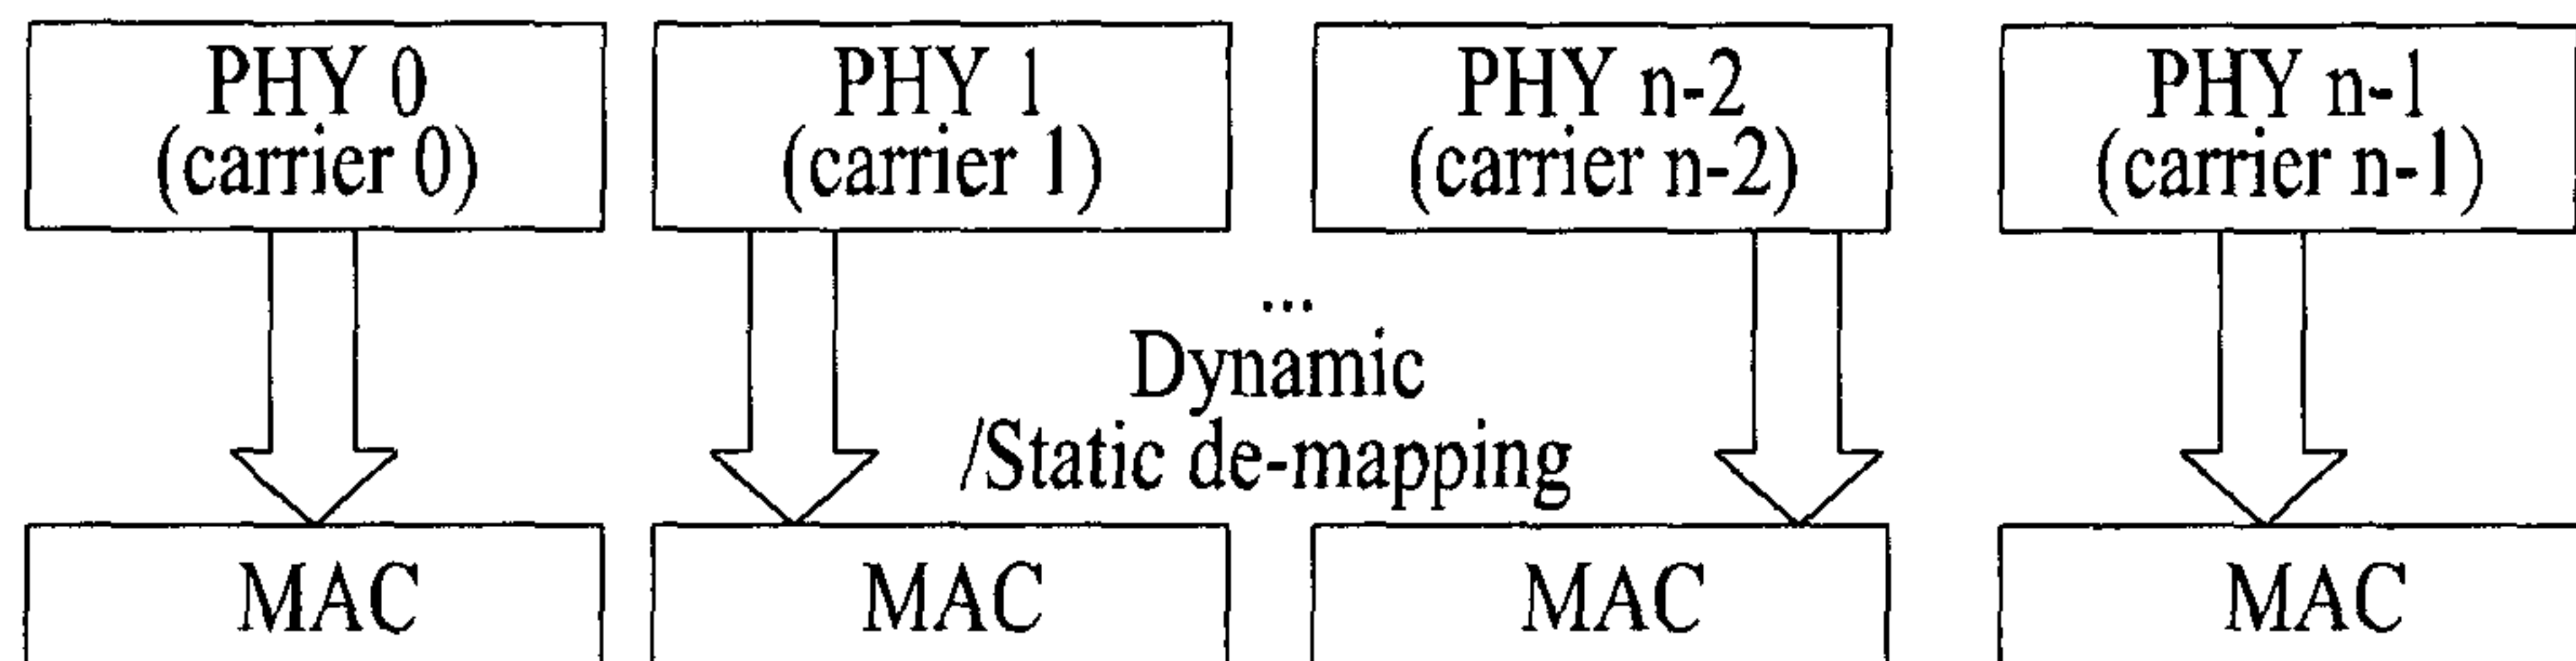 PHY 0
(carrier 0)
PHY 1
(carrier 1)
PHY n-2
(carrier n-2)
PHY n-1
(carrier n-1)
...
Dynamic
/Static de-mapping
MAC
MAC
MAC
MAC